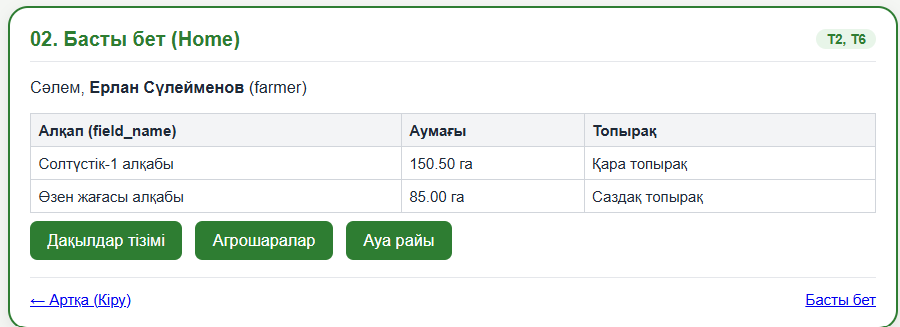 02. Басты бет (Home)
T2, T6
Сәлем, Ерлан Сүлейменов (farmer)
Алқап (field_name) Аумағы Топырақ
Солтүстік-1 алқабы 150.50 га Қара топырақ
Өзен жағасы алқабы 85.00 га Саздақ топырақ
Дақылдар тізімі Агрошаралар Ауа райы
← Артқа (Кіру) Басты бет